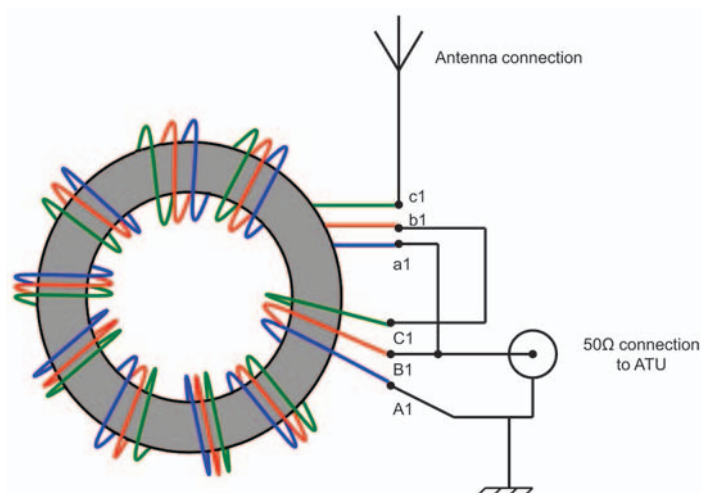 Antenna connection
c1
b1
a1
C1
B1
A1
50Ω connection
to ATU